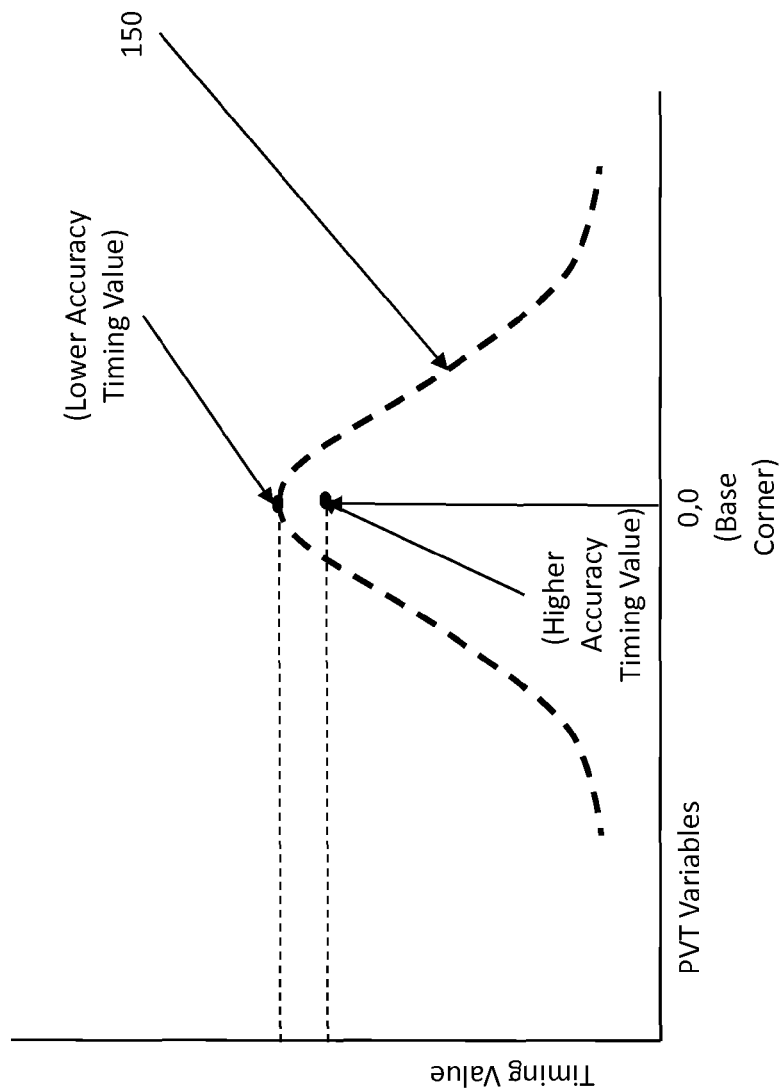 150
(Lower Accuracy
Timing Value)
(Higher
Accuracy
Timing Value)
0,0
(Base
Corner)
PVT Variables
Timing Value